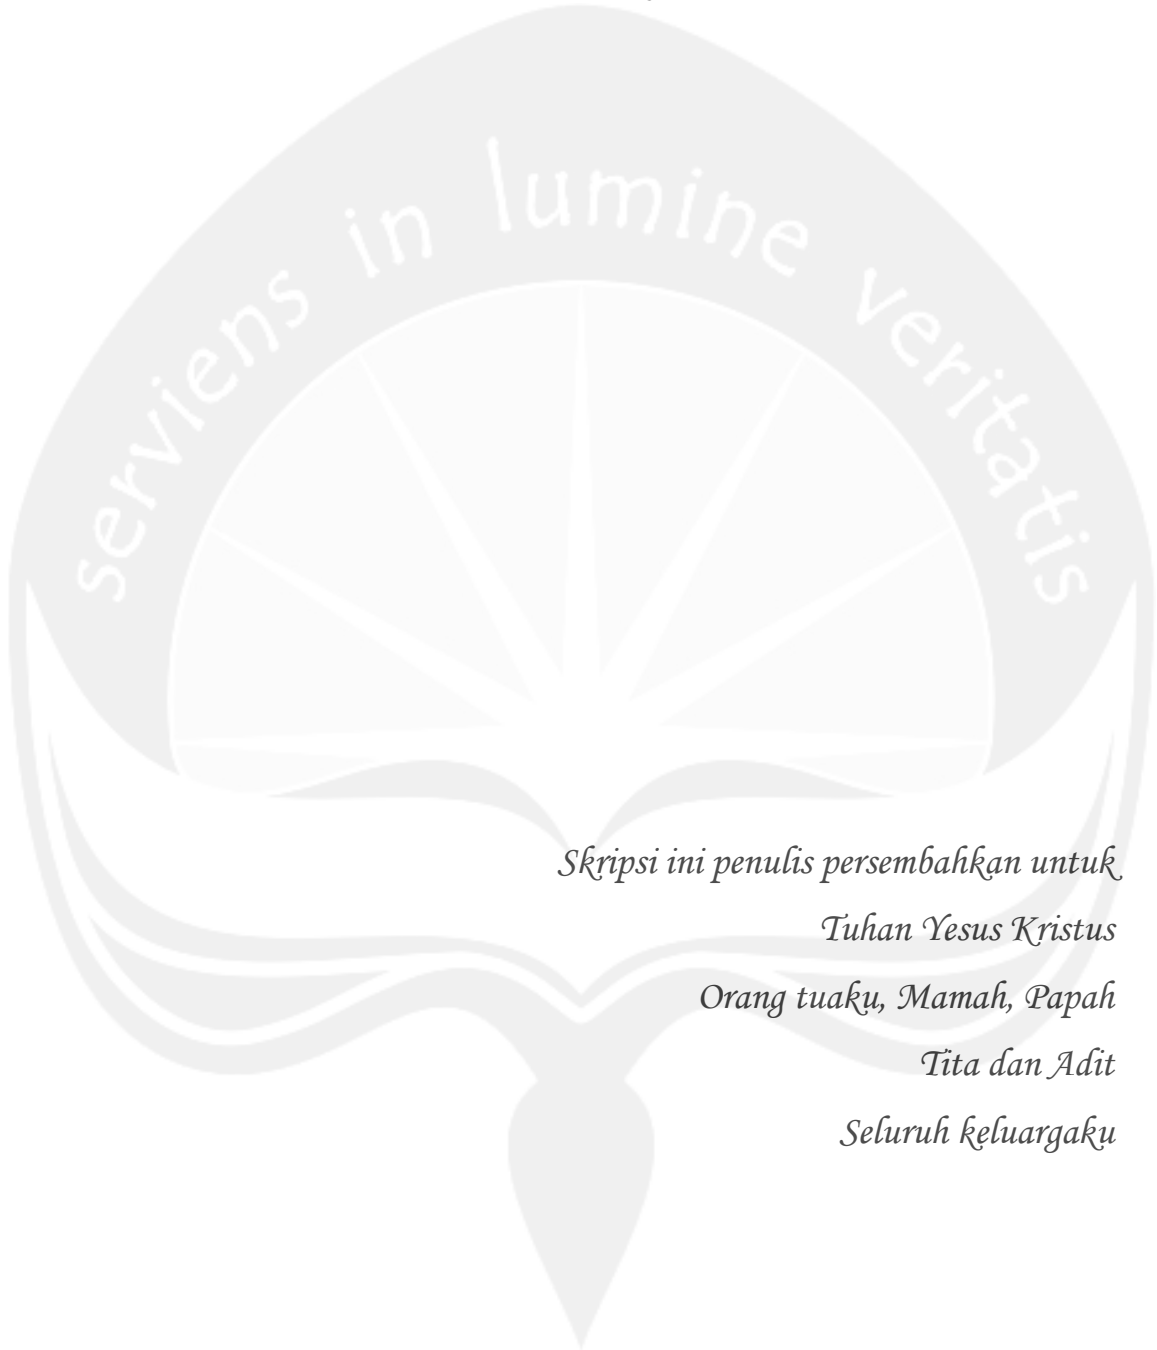 serviens in lumine veritatis
Skripsi ini penulis persembahkan untuk
Tuhan Yesus Kristus
Orang tuaku, Mamah, Papah
Tita dan Adit
Seluruh keluargaku